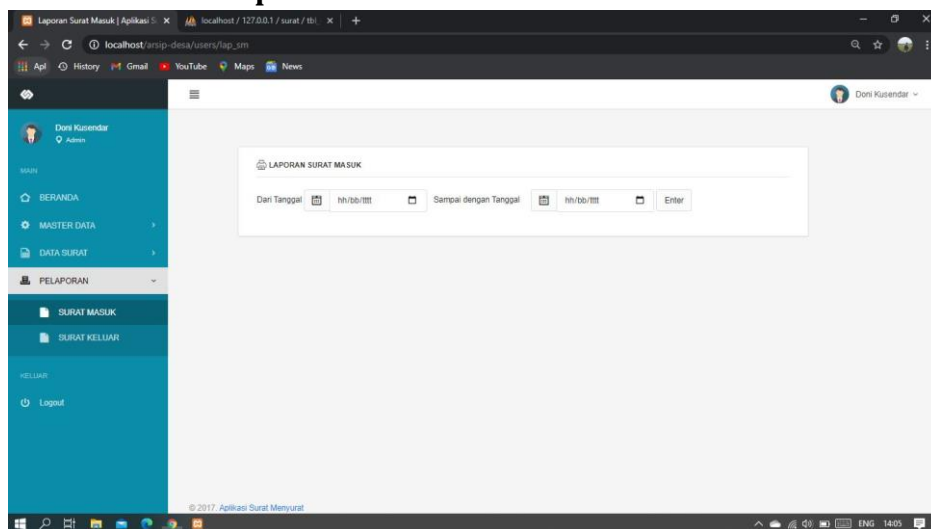 Laporan Surat Masuk | Aplikasi S
localhost / 127.0.0.1 / surat / tbl_
localhost/arsip-desa/users/lap_sm
Apl History Gmail YouTube Maps News
Doni Kusendar
Doni Kusendar
Admin
MAIN
BERANDA
MASTER DATA
DATA SURAT
PELAPORAN
SURAT MASUK
SURAT KELUAR
KELUAR
Logout
LAPORAN SURAT MASUK
Dari Tanggal hh/bb/tttt Sampai dengan Tanggal hh/bb/tttt Enter
© 2017. Aplikasi Surat Menyurat
ENG 14:05